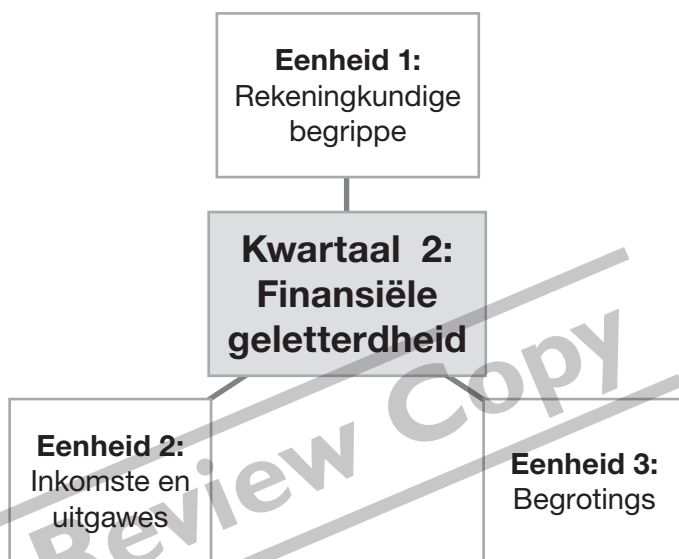 Eenheid 1:
Rekeningkundige
begrippe
Kwartaal 2:
Finansiële
geletterdheid
Eenheid 2:
Inkomste en
uitgawes
Eenheid 3:
Begrotings
Review Copy